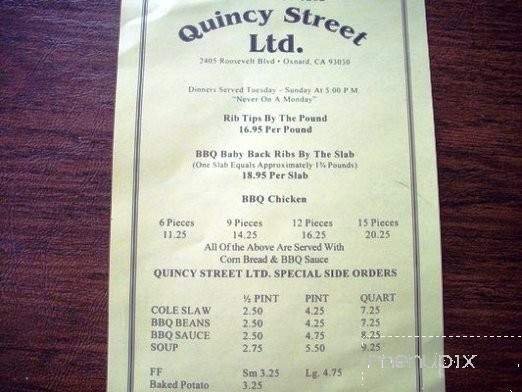 Quincy Street
Ltd.
2405 Roosevelt Blvd • Oxnard, CA 93030
Dinners Served Tuesday - Sunday At 5:00 P.M.
"Never On A Monday"
Rib Tips By The Pound
16.95 Per Pound
BBQ Baby Back Ribs By The Slab
(One Slab Equals Approximately 1¾ Pounds)
18.95 Per Slab
BBQ Chicken
6 Pieces 9 Pieces 12 Pieces 15 Pieces
11.25 14.25 16.25 20.25
All Of the Above Are Served With
Corn Bread & BBQ Sauce
QUINCY STREET LTD. SPECIAL SIDE ORDERS
½ PINT PINT QUART
COLE SLAW 2.50 4.25 7.25
BBQ BEANS 2.50 4.25 7.25
BBQ SAUCE 2.50 4.75 8.25
SOUP 2.75 5.50 9.25
FF Sm 3.25 Lg. 4.75
Baked Potato 3.25
menupix